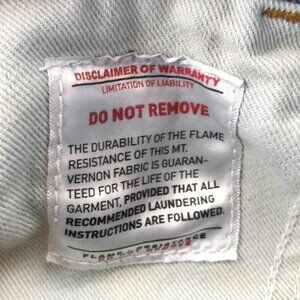 DISCLAIMER OF WARRANTY
LIMITATION OF LIABILITY
DO NOT REMOVE
THE DURABILITY OF THE FLAME
RESISTANCE OF THIS MT.
VERNON FABRIC IS GUARAN-
TEED FOR THE LIFE OF THE
GARMENT, PROVIDED THAT ALL
RECOMMENDED LAUNDERING
INSTRUCTIONS ARE FOLLOWED.